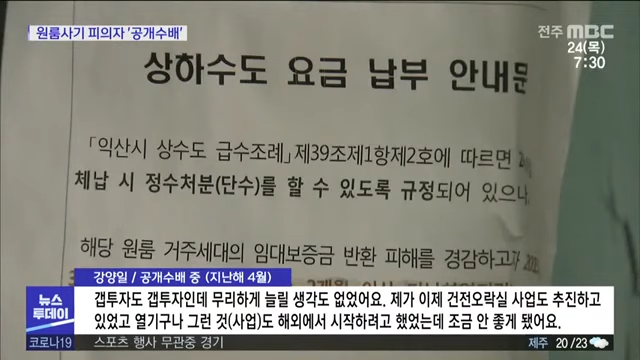 원룸사기 피의자 '공개수배'
전주 MBC
24(목)
7:30
상하수도 요금 납부 안내문
「익산시 상수도 급수조례」제39조제1항제2호에 따르면
체납 시 정수처분(단수)를 할 수 있도록 규정되어 있으나
해당 원룸 거주세대의 임대보증금 반환 피해를 경감하고자
강양일 / 공개수배 중 (지난해 4월)
갭투자도 갭투자인데 무리하게 늘릴 생각도 없었어요. 제가 이제 건전오락실 사업도 추진하고
있었고 열기구나 그런 것(사업)도 해외에서 시작하려고 했었는데 조금 안 좋게 됐어요.
뉴스
투데이
코로나19
스포츠 행사 무관중 경기
제주 20 /23